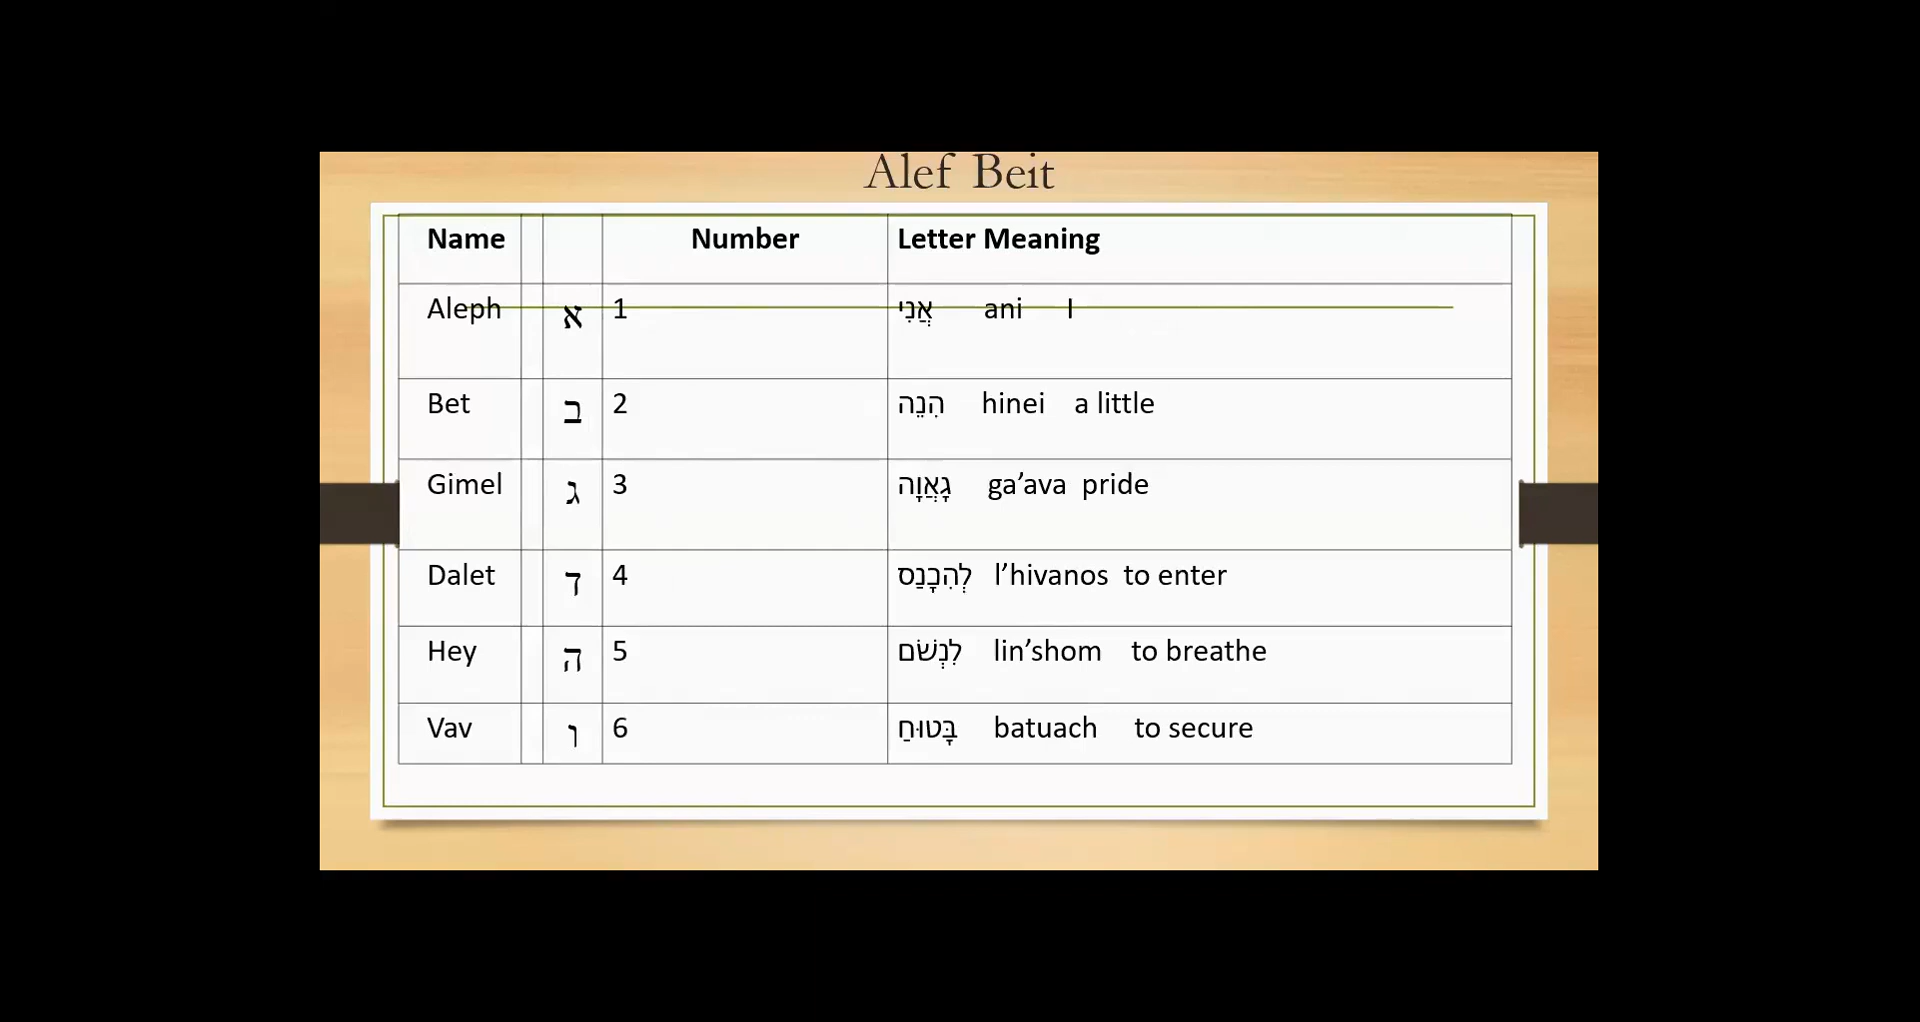 Alef Beit
Name Number Letter Meaning
Aleph א 1 אֲנִי ani I
Bet ב 2 הִנֵה hinei a little
Gimel ג 3 גָאֲוָה ga’ava pride
Dalet ד 4 לְהִכָנַס l’hivanos to enter
Hey ה 5 לִנְשֹׁם lin’shom to breathe
Vav ו 6 בָּטוּחַ batuach to secure